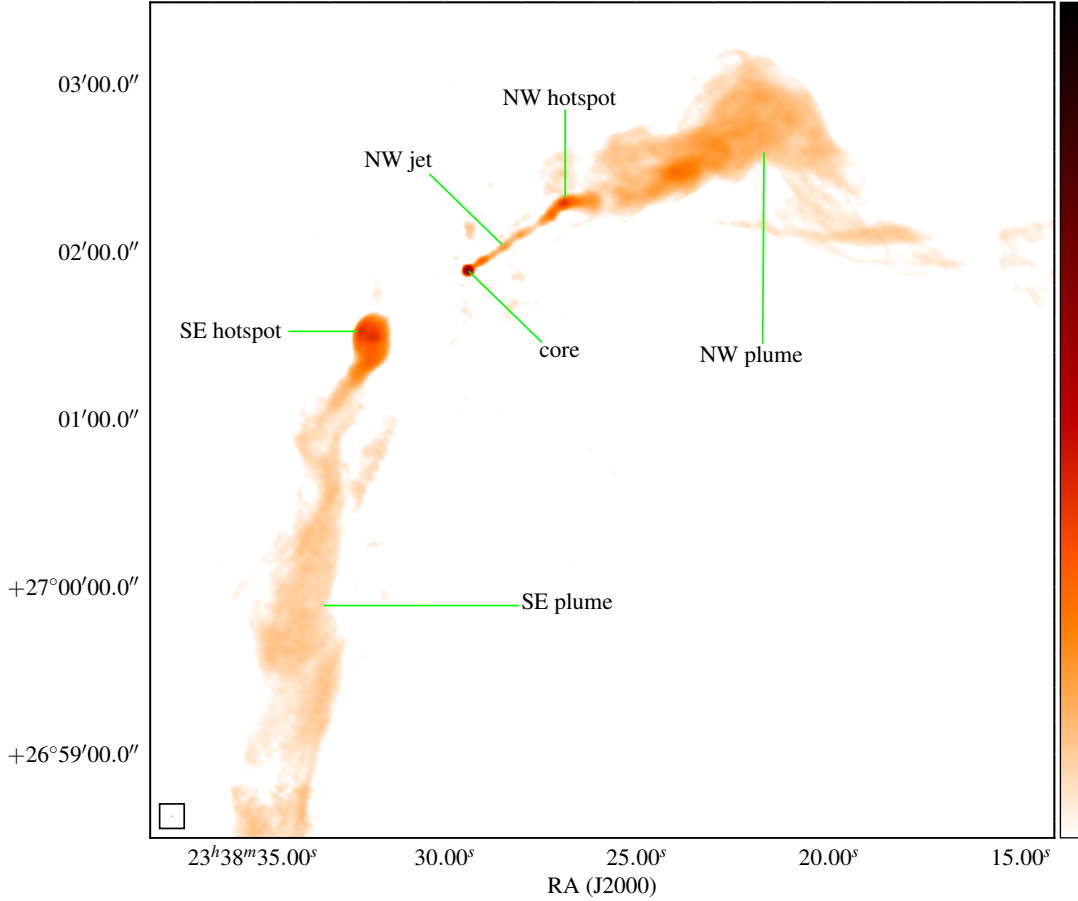 03′00.0″
NW hotspot
NW jet
02′00.0″
SE hotspot
core
NW plume
01′00.0″
+27°00′00.0″
SE plume
+26°59′00.0″
23ʰ38ᵐ35.00ˢ 30.00ˢ 25.00ˢ 20.00ˢ 15.00ˢ
RA (J2000)